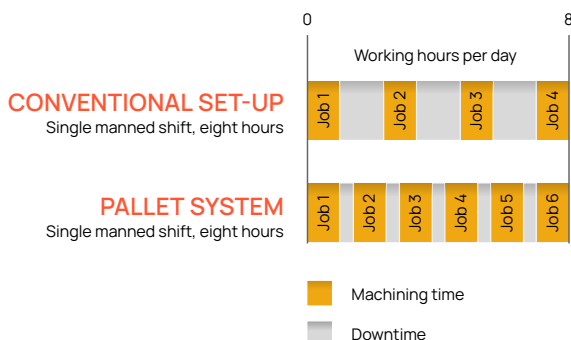 0 8
Working hours per day
CONVENTIONAL SET-UP
Single manned shift, eight hours
Job 1 Job 2 Job 3 Job 4
PALLET SYSTEM
Single manned shift, eight hours
Job 1 Job 2 Job 3 Job 4 Job 5 Job 6
Machining time
Downtime